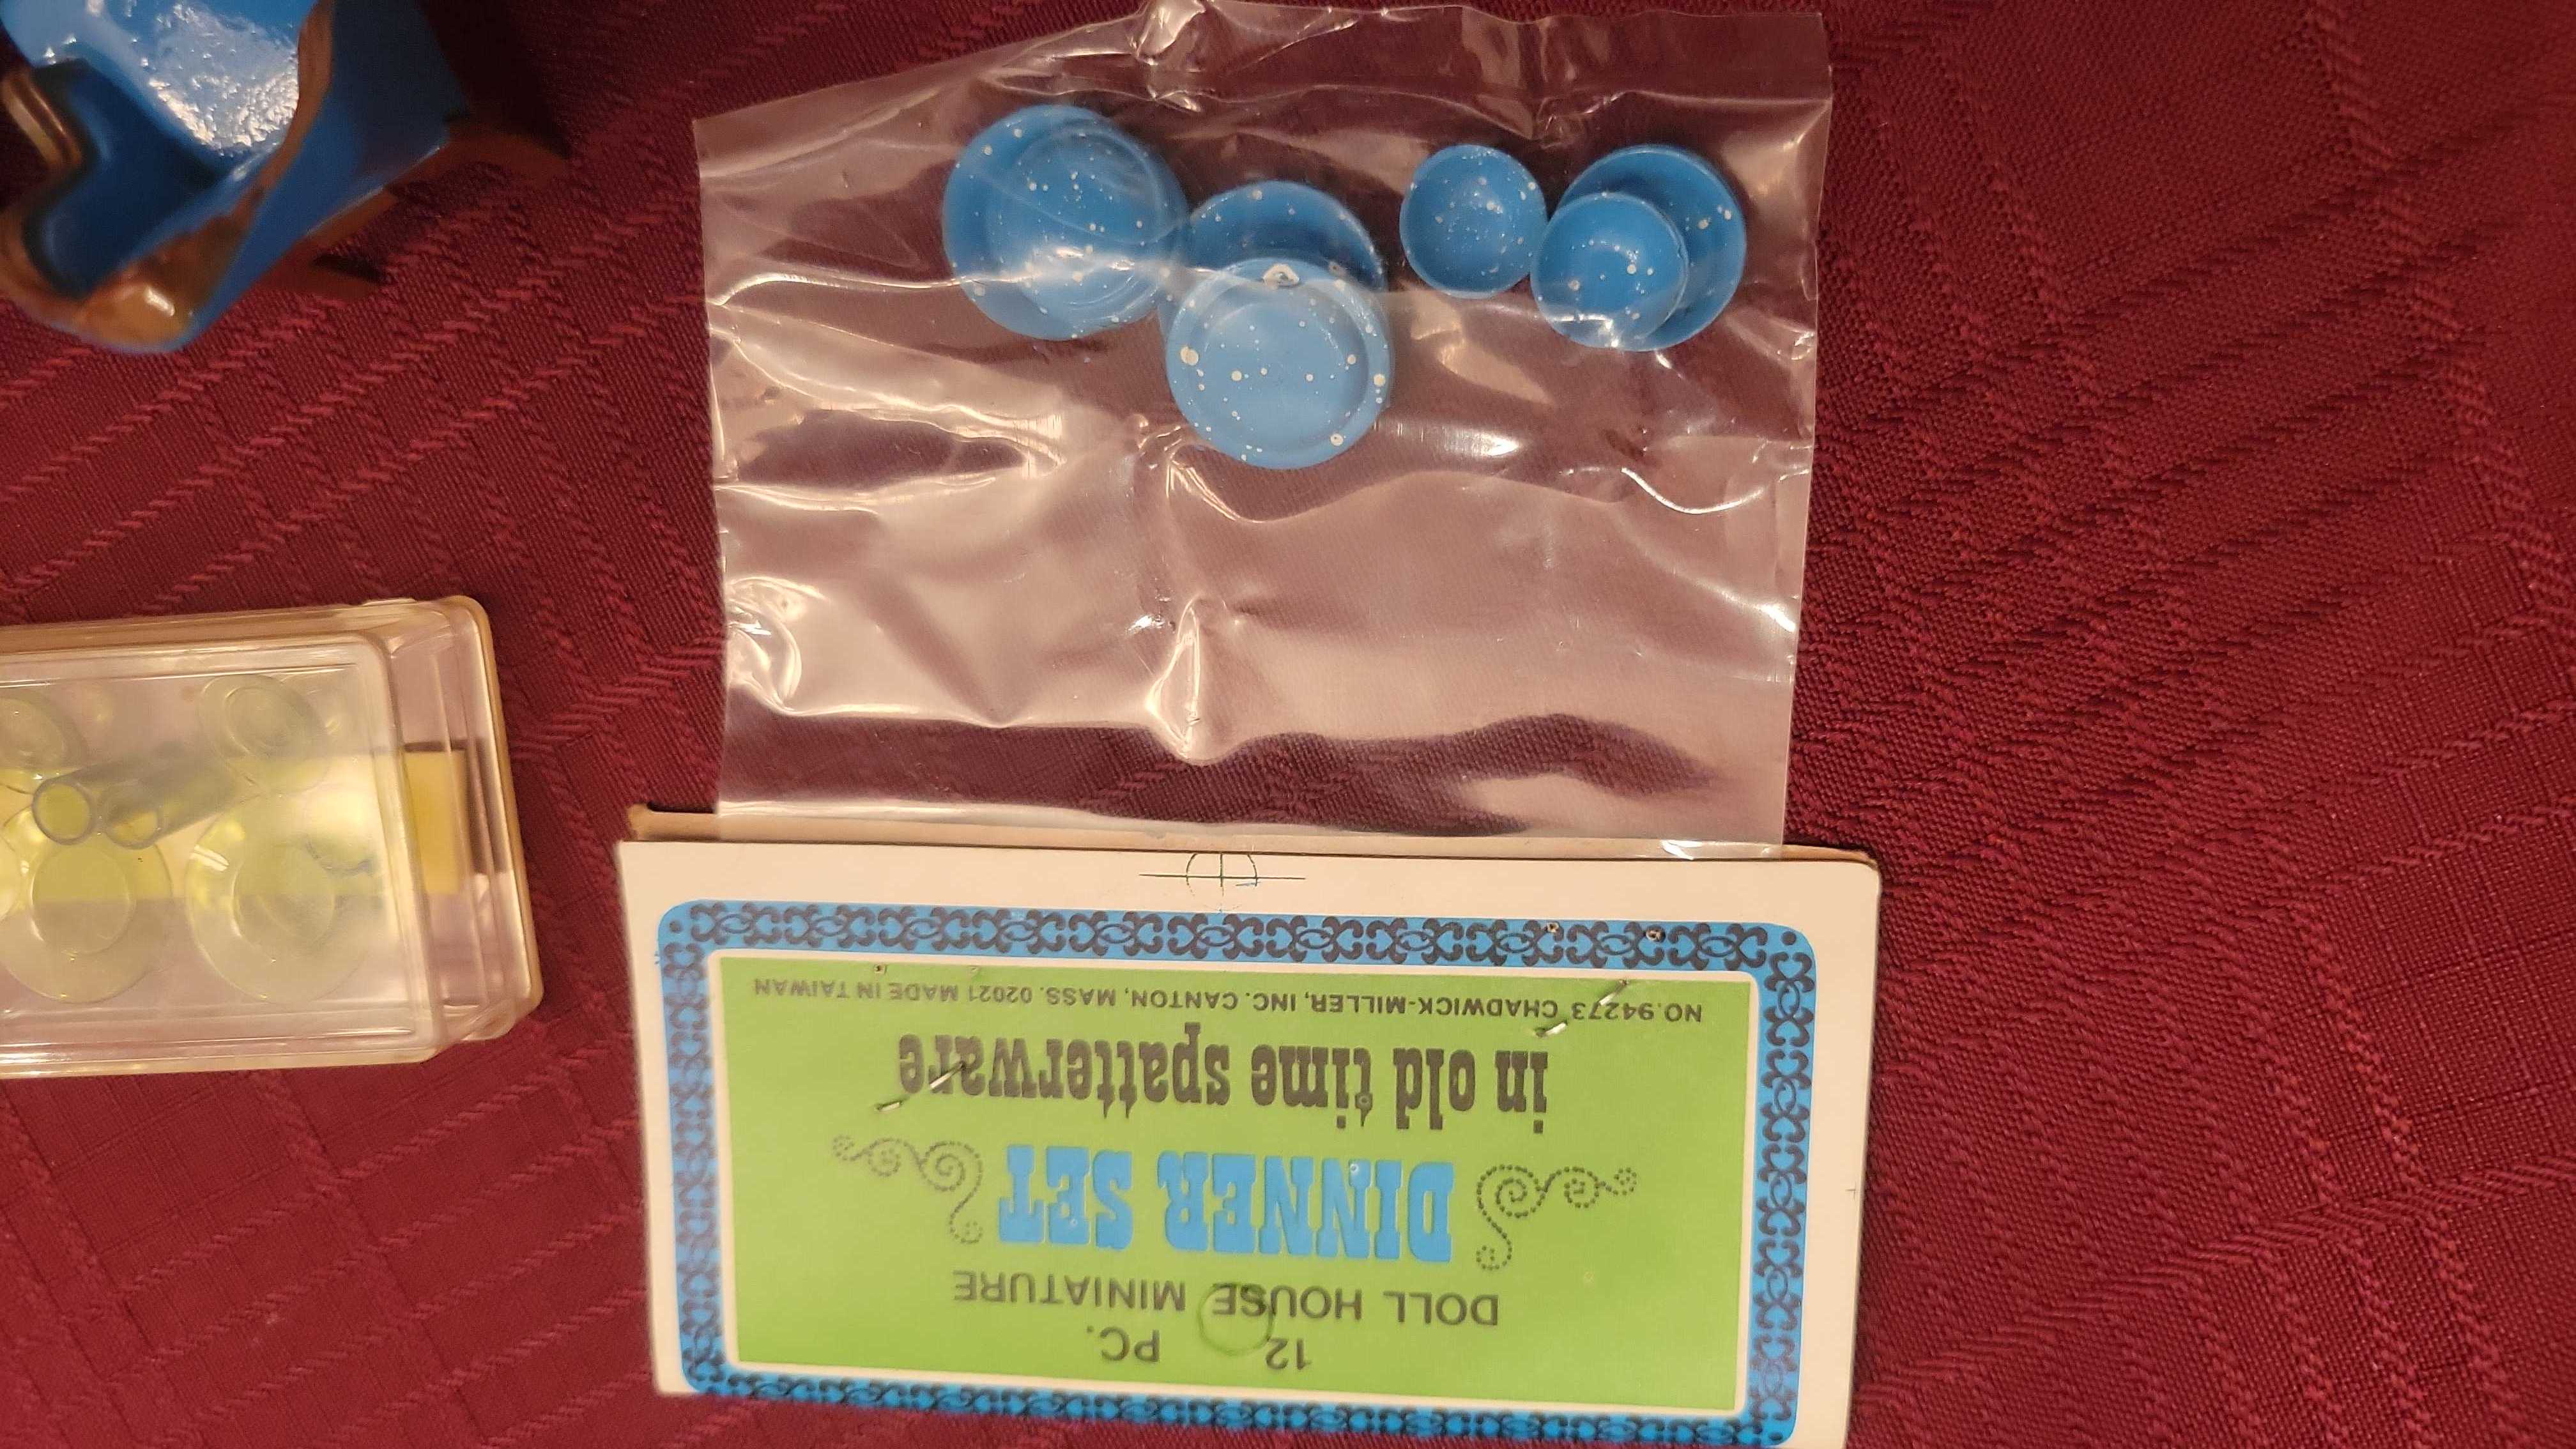 12 PC.
DOLL HOUSE MINIATURE
DINNER SET
in old time spatterware
NO.94273 CHADWICK-MILLER, INC. CANTON, MASS. 02021 MADE IN TAIWAN